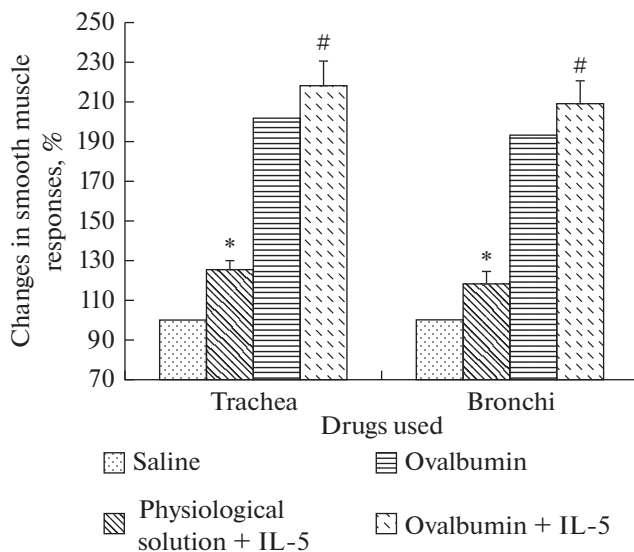 Changes in smooth muscle
responses, %
250
230
210
190
170
150
130
110
90
70
*
#
*
#
Trachea
Bronchi
Drugs used
Saline
Ovalbumin
Physiological
solution + IL-5
Ovalbumin + IL-5